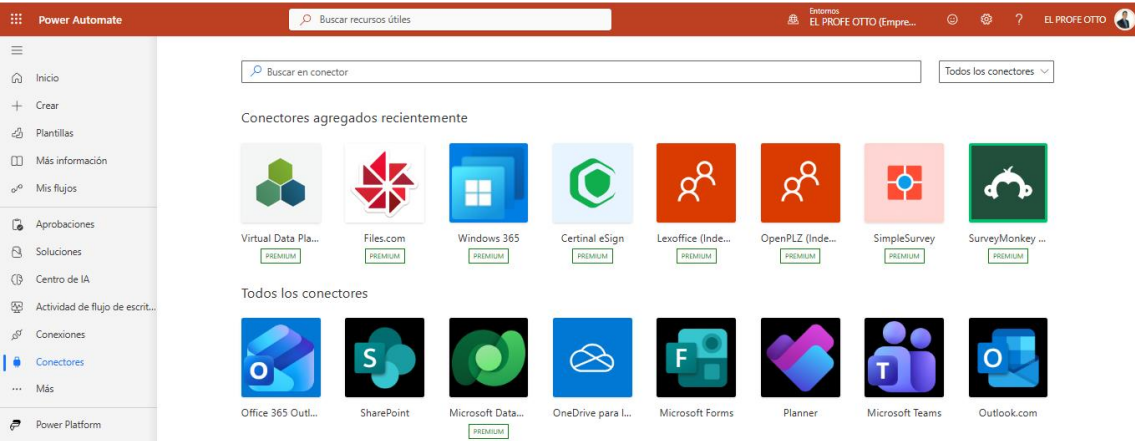 Power Automate
Buscar recursos útiles
Entornos
EL PROFE OTTO (Empre...
?
EL PROFE OTTO
Inicio
Crear
Plantillas
Más información
Mis flujos
Aprobaciones
Soluciones
Centro de IA
Actividad de flujo de escrit...
Conexiones
Conectores
Más
Power Platform
Buscar en conector
Todos los conectores
Conectores agregados recientemente
Virtual Data Pla...
PREMIUM
Files.com
PREMIUM
Windows 365
PREMIUM
Certinal eSign
PREMIUM
Lexoffice (Inde...
PREMIUM
OpenPLZ (Inde...
PREMIUM
SimpleSurvey
PREMIUM
SurveyMonkey ...
PREMIUM
Todos los conectores
O
Office 365 Outl...
S
SharePoint
Microsoft Data...
PREMIUM
OneDrive para l...
F
Microsoft Forms
Planner
T
Microsoft Teams
O
Outlook.com